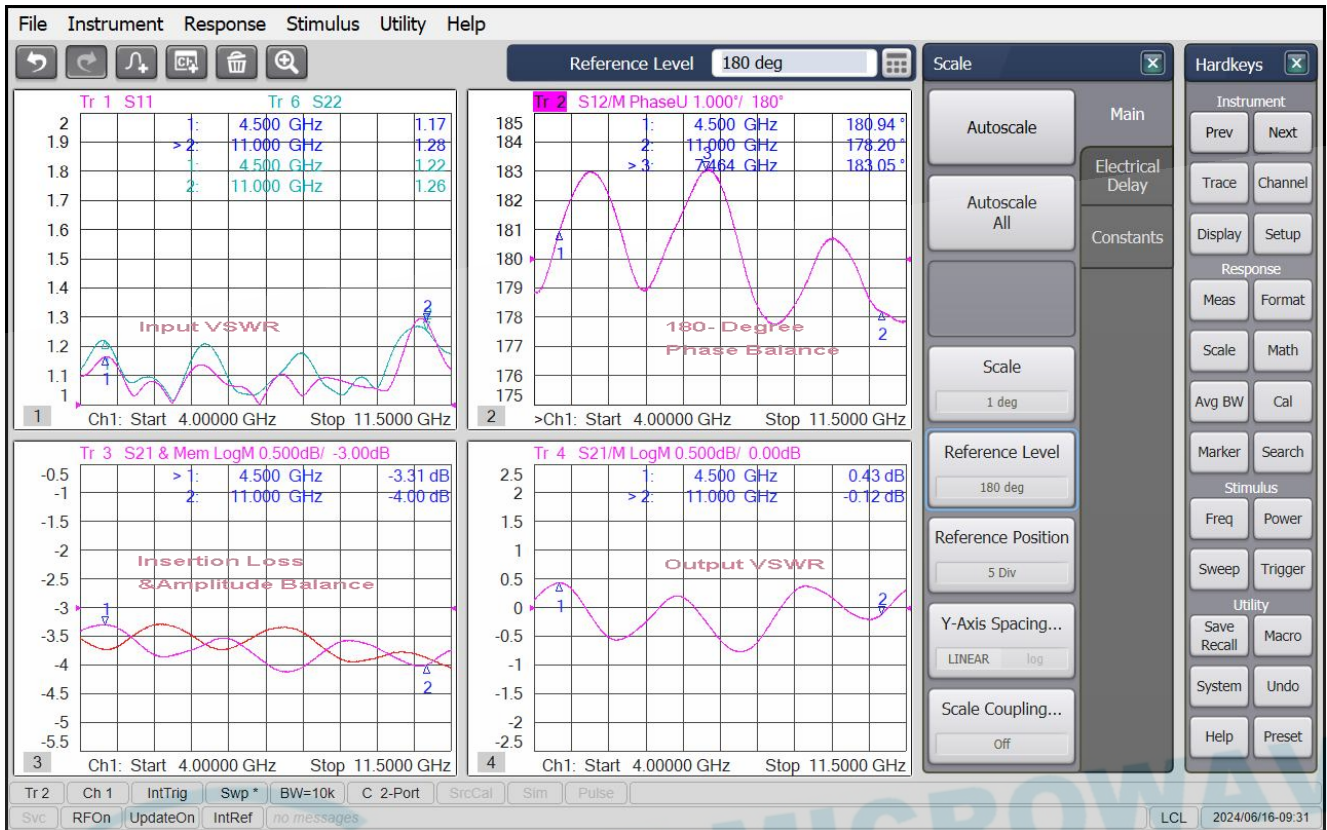 File Instrument Response Stimulus Utility Help
Reference Level 180 deg
Tr 1 S11 Tr 6 S22
1: 4.500 GHz 1.17
> 2: 11.000 GHz 1.28
1: 4.500 GHz 1.22
2: 11.000 GHz 1.26
2
1.9
1.8
1.7
1.6
1.5
1.4
1.3
1.2
1.1
1
2
1
Input VSWR
1 Ch1: Start 4.00000 GHz Stop 11.5000 GHz
Tr 2 S12/M PhaseU 1.000°/ 180°
1: 4.500 GHz 180.94 °
2: 11.000 GHz 178.20 °
> 3: 7.464 GHz 183.05 °
185
184
183
182
181
180
179
178
177
176
175
3
1
2
180- Degree
Phase Balance
2 >Ch1: Start 4.00000 GHz Stop 11.5000 GHz
Tr 3 S21 & Mem LogM 0.500dB/ -3.00dB
> 1: 4.500 GHz -3.31 dB
2: 11.000 GHz -4.00 dB
-0.5
-1
-1.5
-2
-2.5
-3
-3.5
-4
-4.5
-5
-5.5
Insertion Loss
&Amplitude Balance
1
2
3 Ch1: Start 4.00000 GHz Stop 11.5000 GHz
Tr 4 S21/M LogM 0.500dB/ 0.00dB
1: 4.500 GHz 0.43 dB
> 2: 11.000 GHz -0.12 dB
2.5
2
1.5
1
0.5
0
-0.5
-1
-1.5
-2
-2.5
Output VSWR
1
2
4 Ch1: Start 4.00000 GHz Stop 11.5000 GHz
Scale
Autoscale
Autoscale
All
Scale
1 deg
Reference Level
180 deg
Reference Position
5 Div
Y-Axis Spacing...
LINEAR log
Scale Coupling...
Off
Main
Electrical
Delay
Constants
Hardkeys
Instrument
Prev Next
Trace Channel
Display Setup
Response
Meas Format
Scale Math
Avg BW Cal
Marker Search
Stimulus
Freq Power
Sweep Trigger
Utility
Save
Recall Macro
System Undo
Help Preset
Tr 2 Ch 1 IntTrig Swp * BW=10k C 2-Port SrcCal Sim Pulse
Svc RFOn UpdateOn IntRef no messages LCL 2024/06/16-09:31